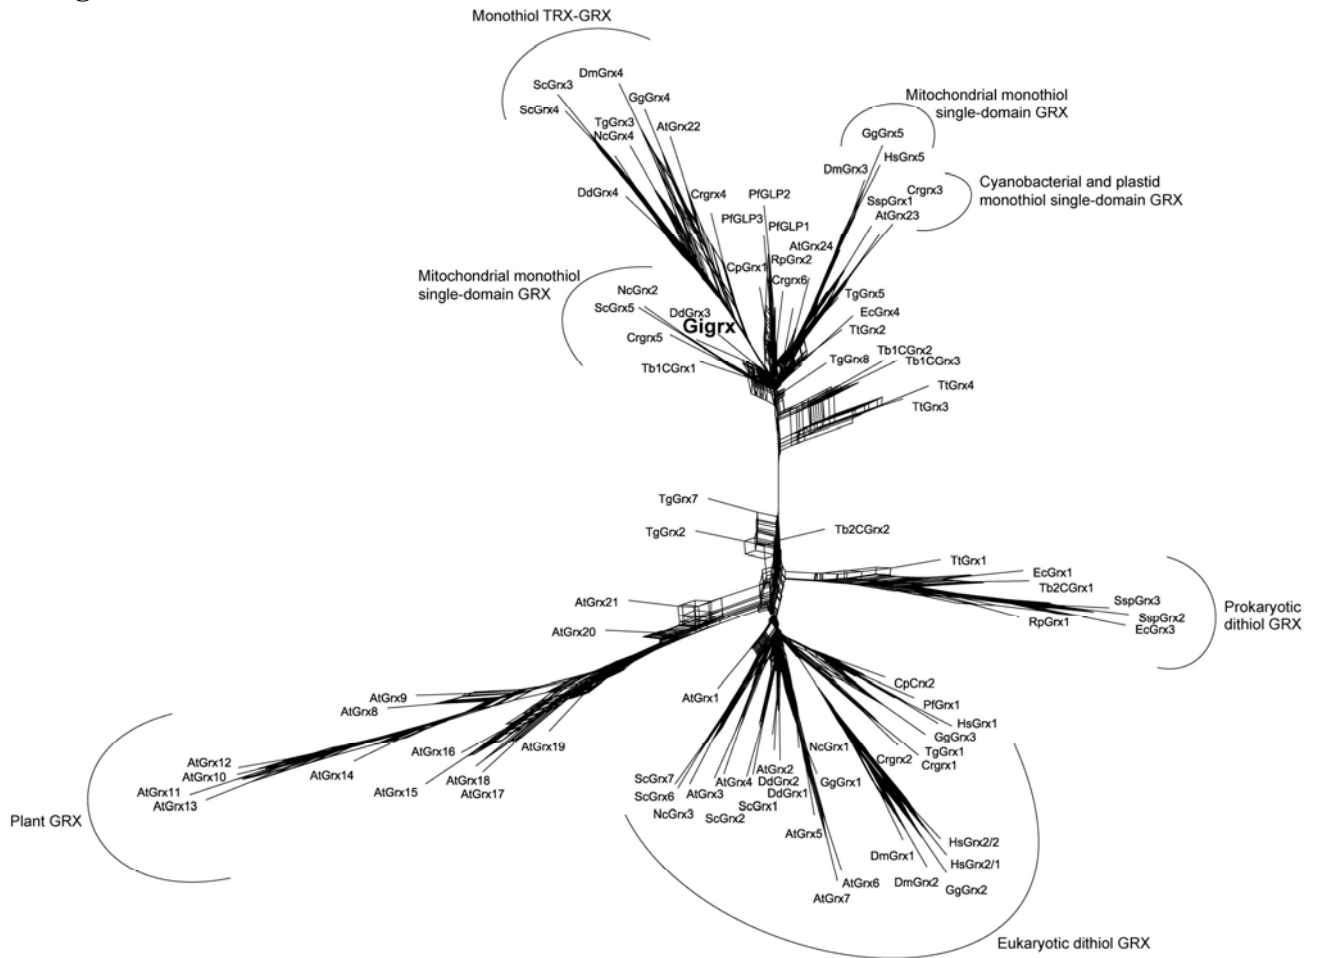 Monothiol TRX-GRX
DmGrx4
ScGrx3
GgGrx4
ScGrx4
TgGrx3
NcGrx4
AtGrx22
DdGrx4
Crgrx4
Mitochondrial monothiol
single-domain GRX
GgGrx5
HsGrx5
DmGrx3
Cyanobacterial and plastid
monothiol single-domain GRX
Crgrx3
SspGrx1
AtGrx23
PfGLP2
PfGLP3
PfGLP1
AtGrx24
RpGrx2
CpGrx1
Crgrx6
Mitochondrial monothiol
single-domain GRX
NcGrx2
ScGrx5
DdGrx3
Gigrx
Crgrx5
Tb1CGrx1
TgGrx5
EcGrx4
TtGrx2
TgGrx8
Tb1CGrx2
Tb1CGrx3
TtGrx4
TtGrx3
TgGrx7
TgGrx2
Tb2CGrx2
TtGrx1
EcGrx1
Tb2CGrx1
SspGrx3
SspGrx2
EcGrx3
RpGrx1
Prokaryotic
dithiol GRX
AtGrx21
AtGrx20
AtGrx9
AtGrx8
AtGrx12
AtGrx10
AtGrx11
AtGrx13
AtGrx14
AtGrx16
AtGrx15
AtGrx19
AtGrx18
AtGrx17
Plant GRX
AtGrx1
CpCrx2
PfGrx1
HsGrx1
GgGrx3
TgGrx1
Crgrx1
Crgrx2
NcGrx1
ScGrx7
ScGrx6
NcGrx3
AtGrx3
AtGrx4
ScGrx2
ScGrx1
AtGrx2
DdGrx2
DdGrx1
GgGrx1
AtGrx5
AtGrx6
AtGrx7
DmGrx1
DmGrx2
HsGrx2/2
HsGrx2/1
GgGrx2
Eukaryotic dithiol GRX